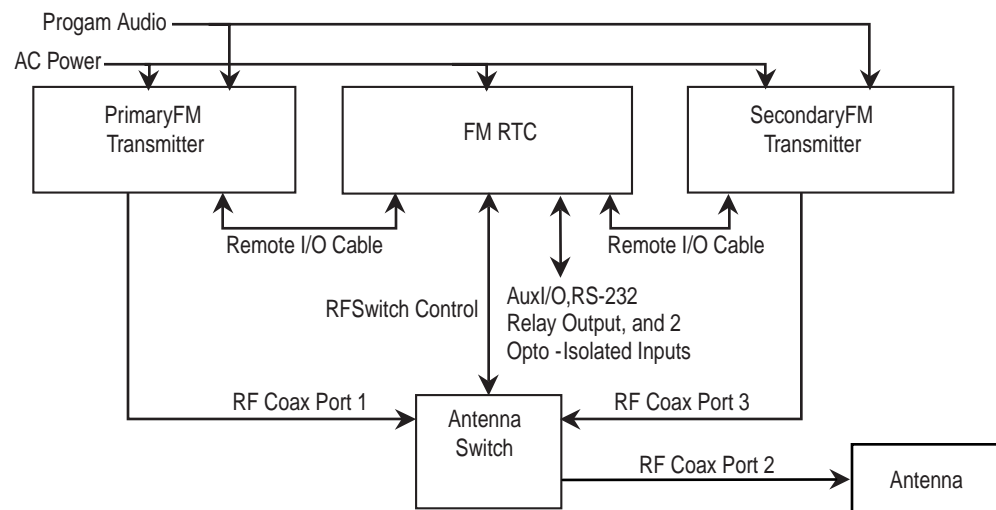 Progam Audio
AC Power
PrimaryFM
Transmitter
FM RTC
SecondaryFM
Transmitter
Remote I/O Cable
Remote I/O Cable
RFSwitch Control
AuxI/O,RS-232
Relay Output, and 2
Opto -Isolated Inputs
RF Coax Port 1
Antenna
Switch
RF Coax Port 3
RF Coax Port 2
Antenna